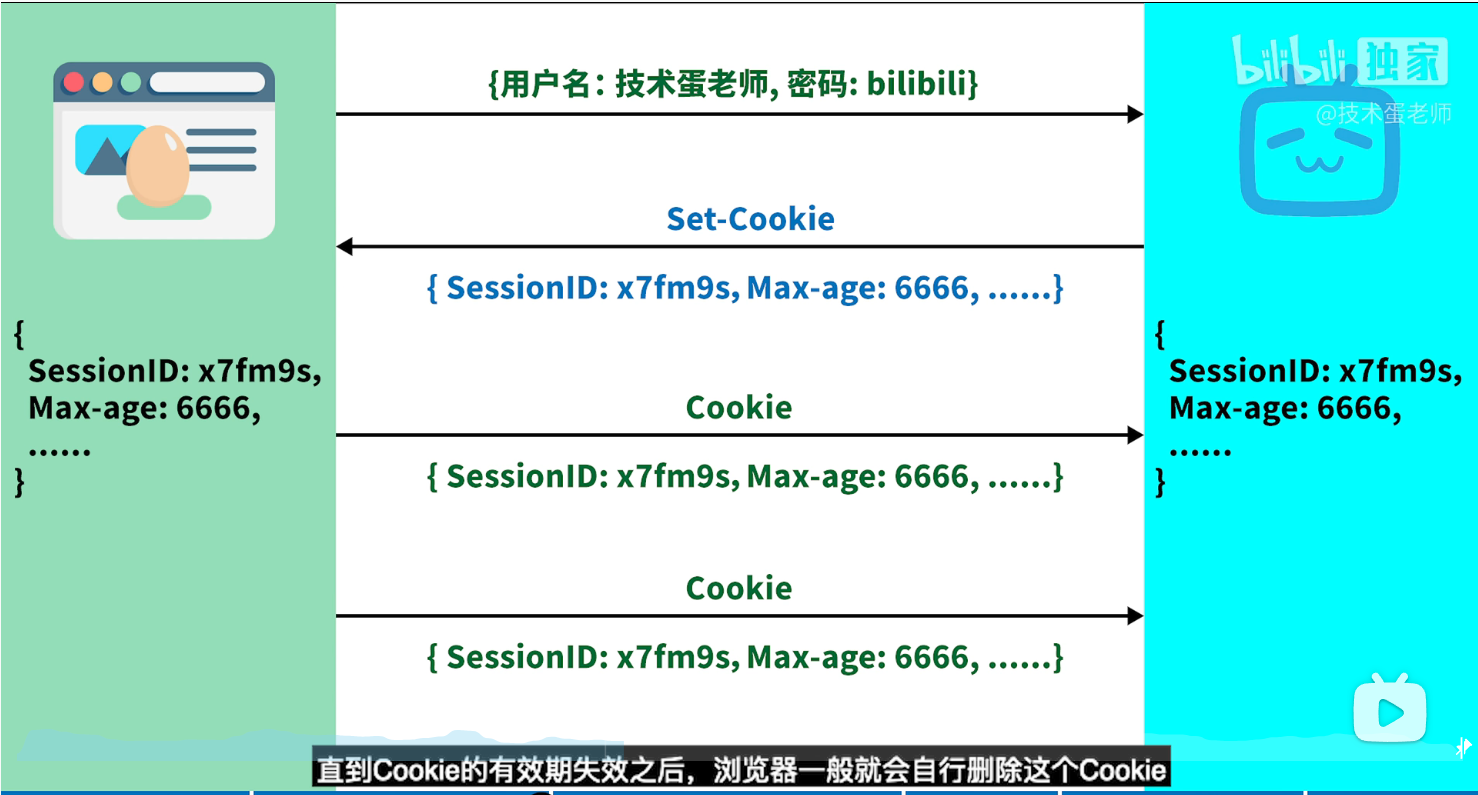 bilibili 独家
@技术蛋老师
{用户名：技术蛋老师, 密码: bilibili}
Set-Cookie
{ SessionID: x7fm9s, Max-age: 6666, ......}
{
SessionID: x7fm9s,
Max-age: 6666,
......
}
Cookie
{ SessionID: x7fm9s, Max-age: 6666, ......}
Cookie
{ SessionID: x7fm9s, Max-age: 6666, ......}
{
SessionID: x7fm9s,
Max-age: 6666,
......
}
直到Cookie的有效期失效之后，浏览器一般就会自行删除这个Cookie